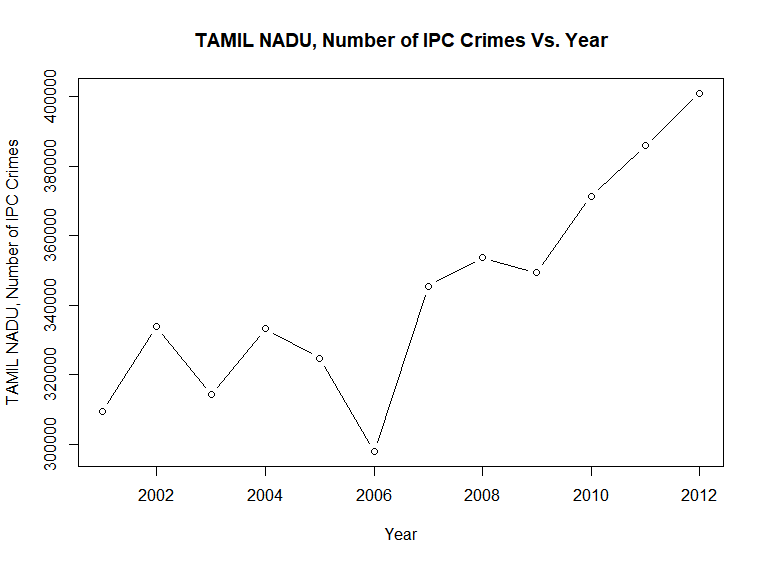 TAMIL NADU, Number of IPC Crimes Vs. Year
TAMIL NADU, Number of IPC Crimes
400000
380000
360000
340000
320000
300000
2002 2004 2006 2008 2010 2012
Year